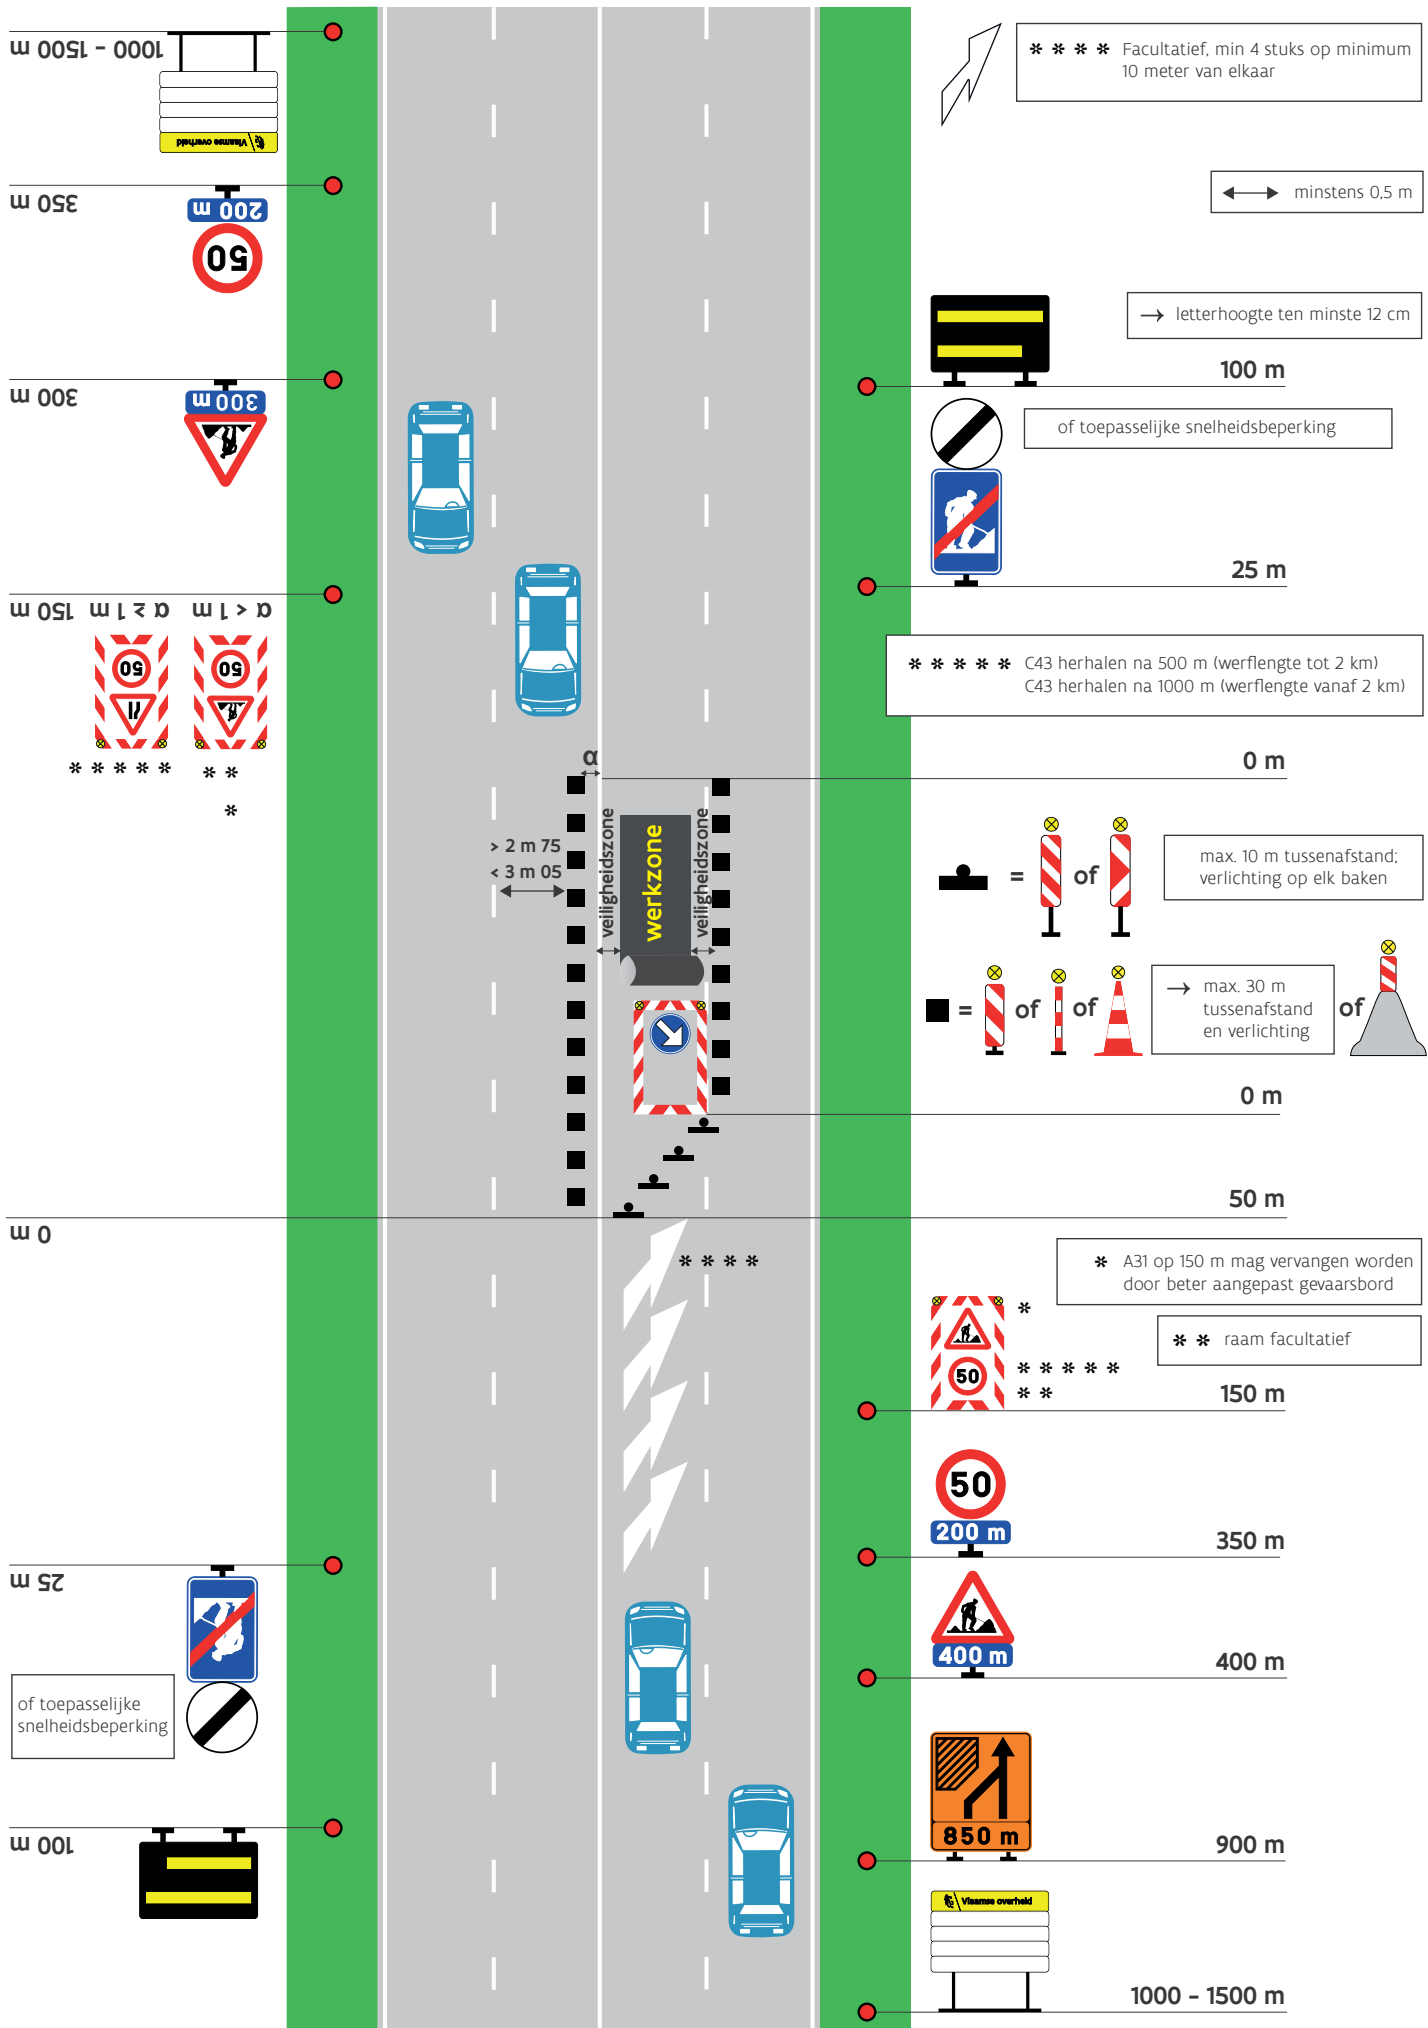 1000 - 1500 m
Vlaamse overheid
350 m
200 m
50
300 m
300 m
150 m
α ≥ 1 m
α < 1 m
50
50
* * * * *
* *
*
* * * * Facultatief, min 4 stuks op minimum
10 meter van elkaar
minstens 0,5 m
→ letterhoogte ten minste 12 cm
100 m
of toepasselijke snelheidsbeperking
25 m
* * * * * C43 herhalen na 500 m (werflengte tot 2 km)
C43 herhalen na 1000 m (werflengte vanaf 2 km)
α
0 m
> 2 m 75
< 3 m 05
veiligheidszone
werkzone
veiligheidszone
= of
max. 10 m tussenafstand;
verlichting op elk baken
= of of
→ max. 30 m
tussenafstand
en verlichting
of
0 m
50 m
0 m
* * * *
* A31 op 150 m mag vervangen worden
door beter aangepast gevaarsbord
*
* * raam facultatief
50
* * * * *
* *
150 m
50
200 m
350 m
25 m
400 m
400 m
of toepasselijke
snelheidsbeperking
850 m
900 m
100 m
Vlaamse overheid
1000 - 1500 m